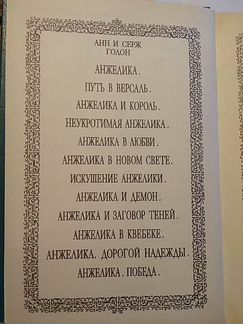 АНН И СЕРЖ
ГОЛОН
АНЖЕЛИКА.
ПУТЬ В ВЕРСАЛЬ.
АНЖЕЛИКА И КОРОЛЬ.
НЕУКРОТИМАЯ АНЖЕЛИКА.
АНЖЕЛИКА В ЛЮБВИ.
АНЖЕЛИКА В НОВОМ СВЕТЕ.
ИСКУШЕНИЕ АНЖЕЛИКИ.
АНЖЕЛИКА И ДЕМОН.
АНЖЕЛИКА И ЗАГОВОР ТЕНЕЙ.
АНЖЕЛИКА В КВЕБЕКЕ.
АНЖЕЛИКА. ДОРОГОЙ НАДЕЖДЫ.
АНЖЕЛИКА. ПОБЕДА.